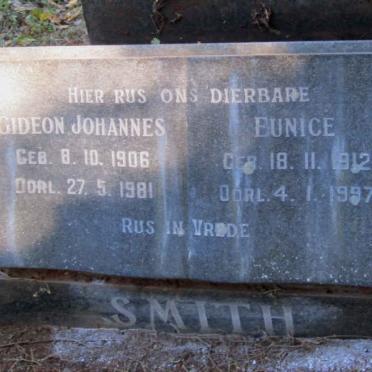 HIER RUS ONS DIERBARE
GIDEON JOHANNES EUNICE
GEB. 8. 10. 1906 GEB. 18. 11. 1912
OORL. 27. 5. 1981 OORL. 4. 1. 1997
RUS IN VREDE
SMITH